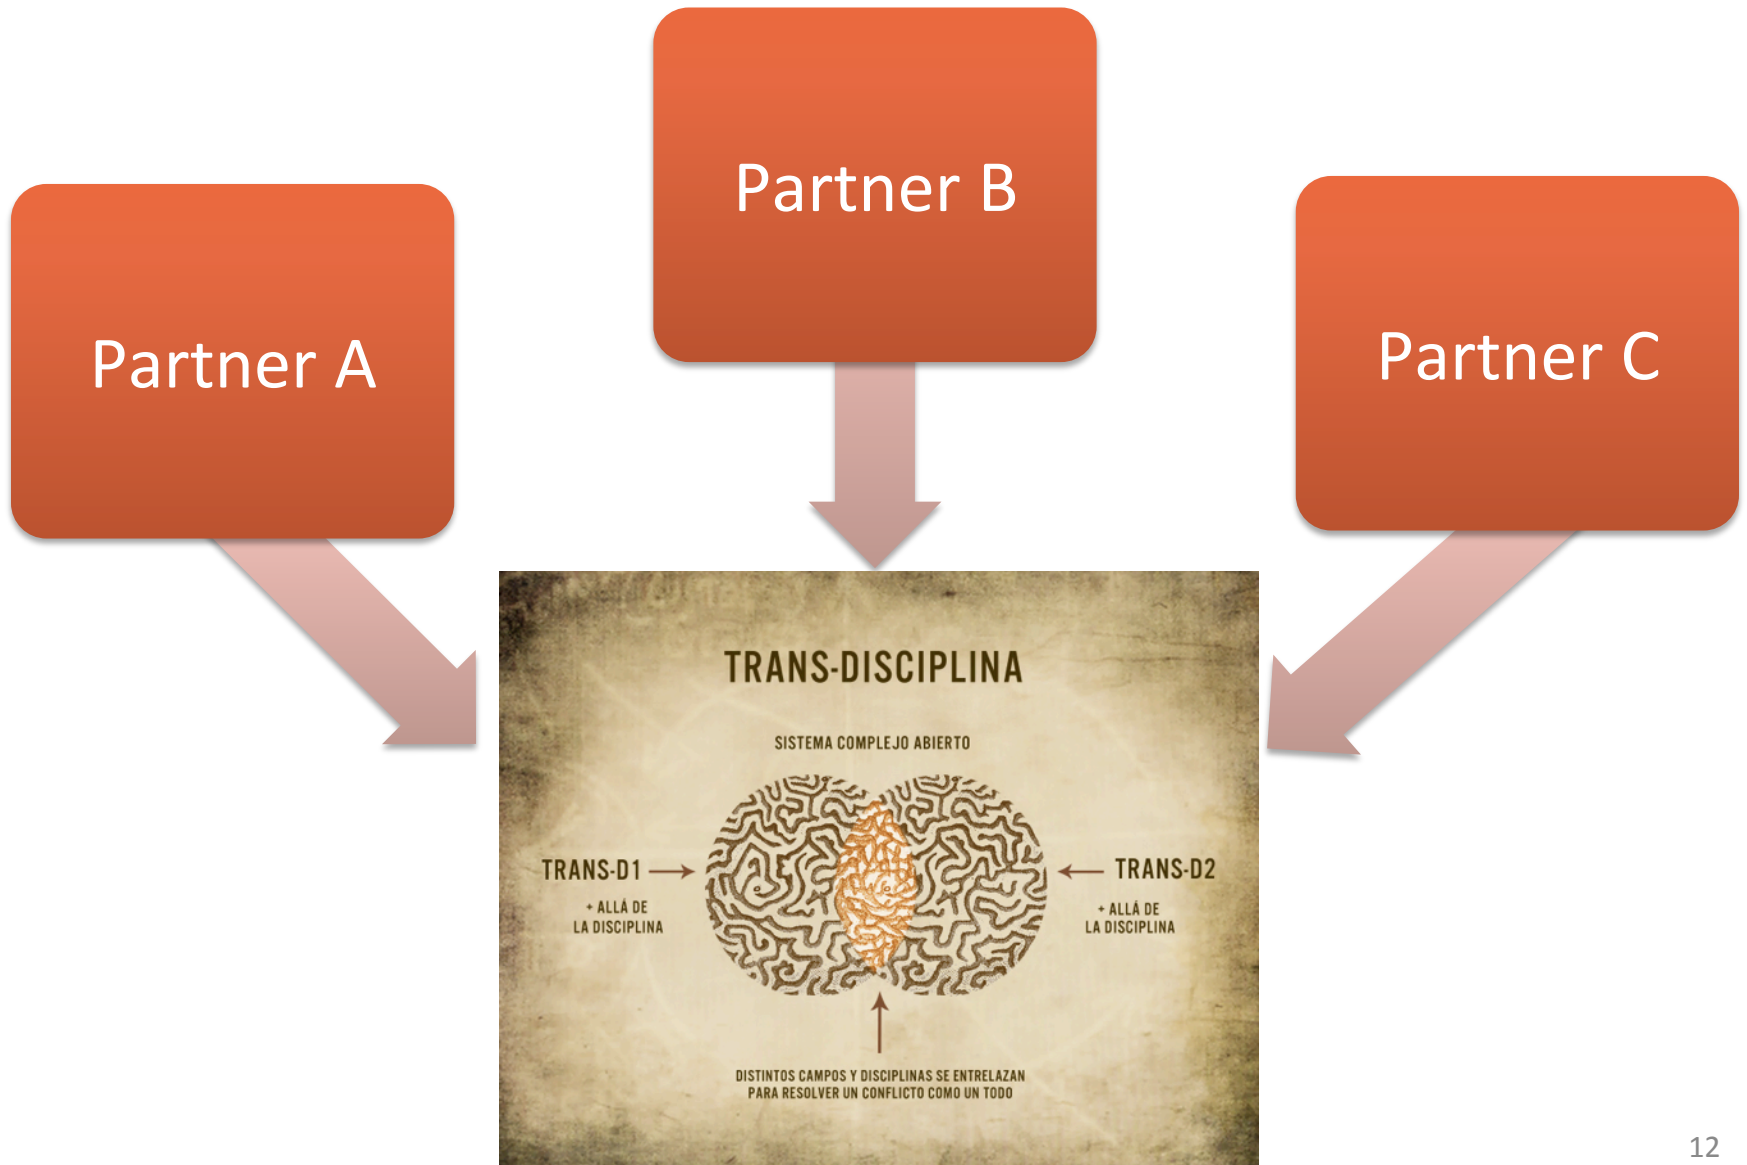 Partner B
Partner A
Partner C
TRANS-DISCIPLINA
SISTEMA COMPLEJO ABIERTO
TRANS-D1
TRANS-D2
+ ALLÁ DE
LA DISCIPLINA
+ ALLÁ DE
LA DISCIPLINA
DISTINTOS CAMPOS Y DISCIPLINAS SE ENTRELAZAN
PARA RESOLVER UN CONFLICTO COMO UN TODO
12